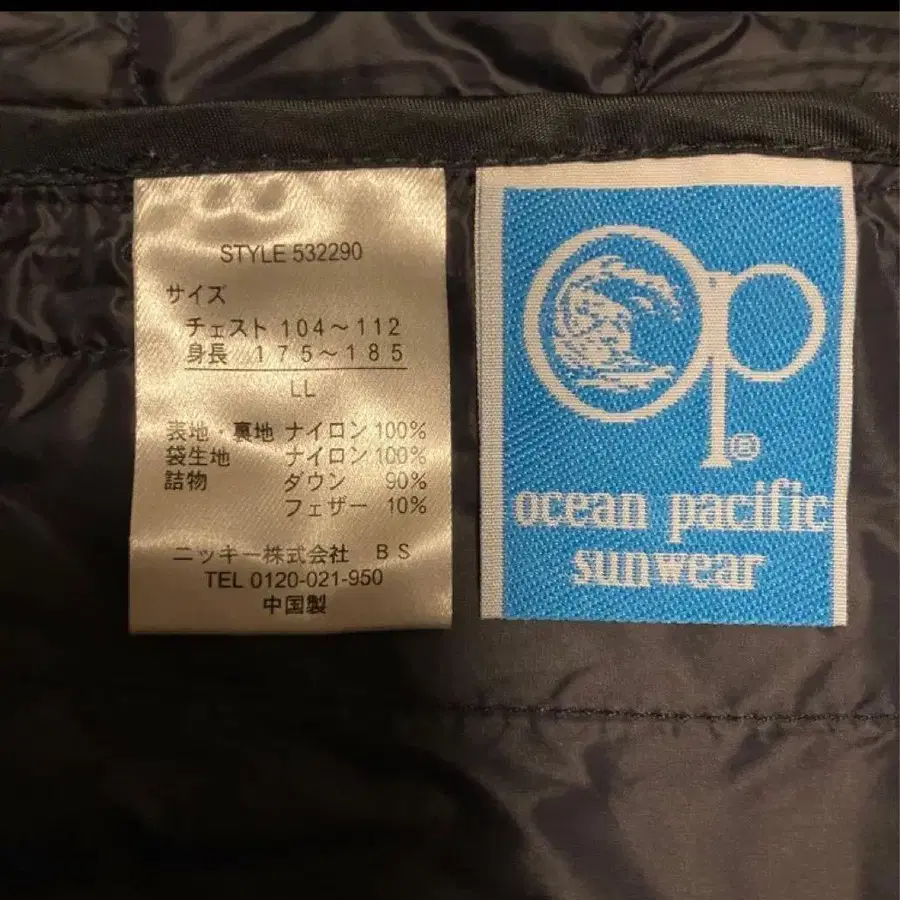 STYLE 532290
サイズ
チェスト 104～112
身長 175～185
LL
表地・裏地 ナイロン 100%
袋生地 ナイロン 100%
詰物 ダウン 90%
フェザー 10%
ニッキー株式会社 BS
TEL 0120-021-950
中国製
op®
ocean pacific
sunwear